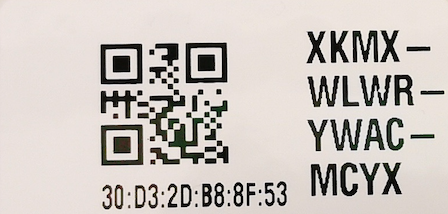 XKMX-
WLWR-
YWAC-
MCYX
30:D3:2D:B8:8F:53